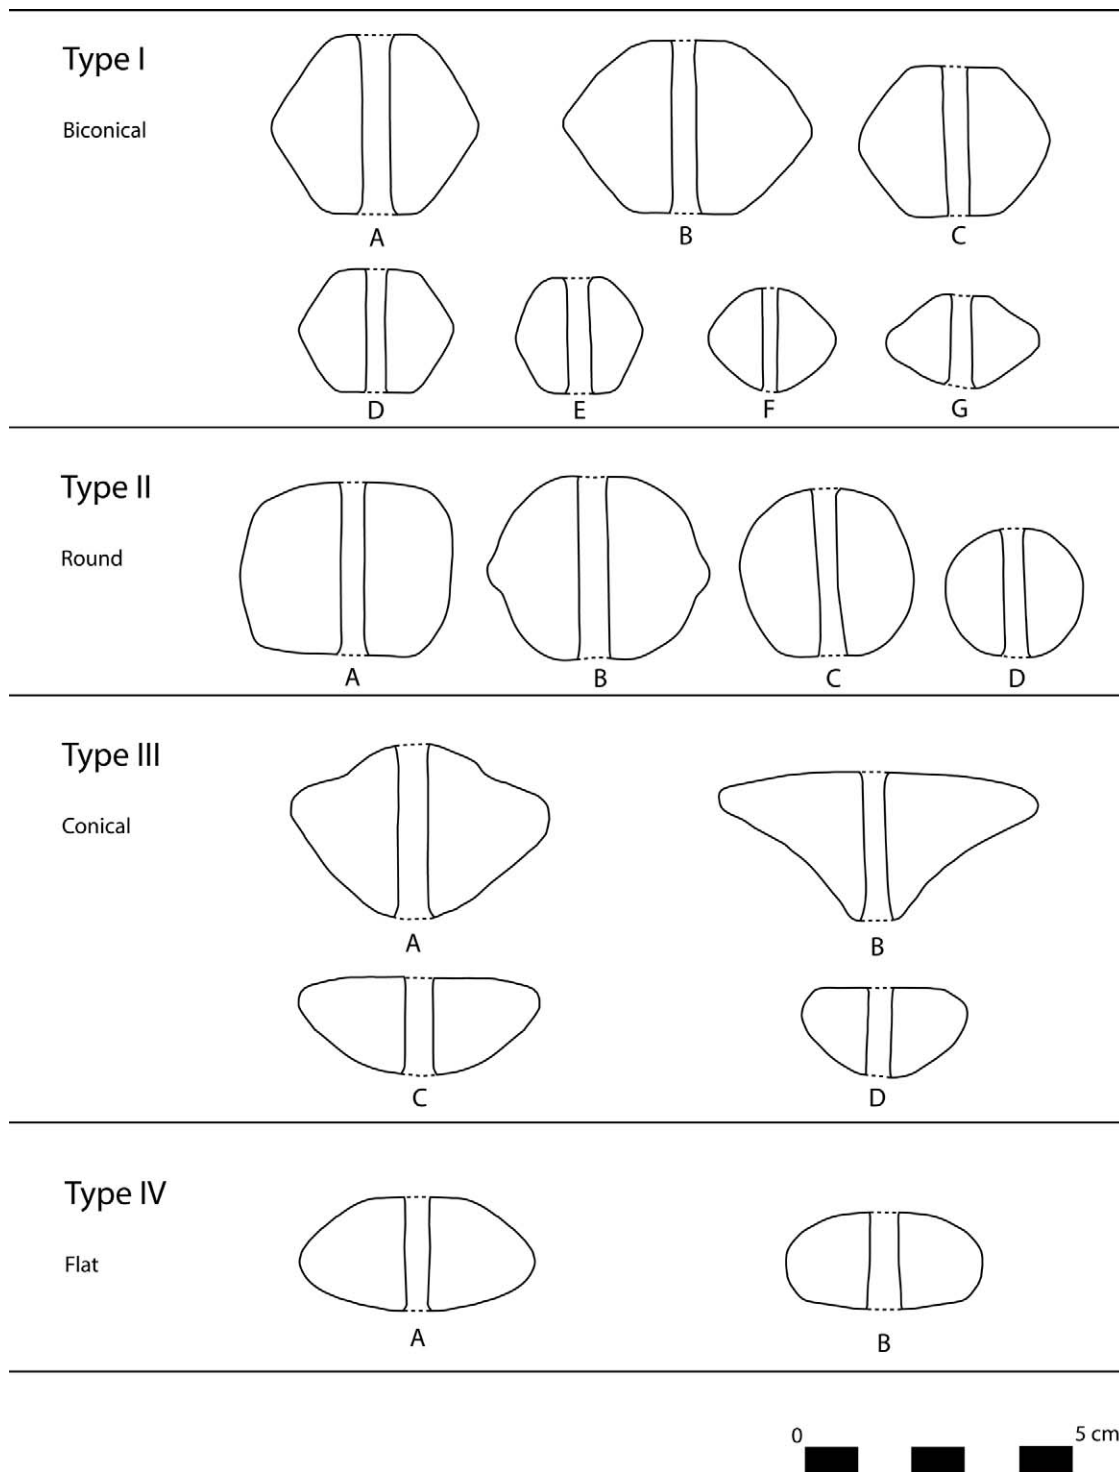 Type I
Biconical
A B C
D E F G
Type II
Round
A B C D
Type III
Conical
A B
C D
Type IV
Flat
A B
0 5 cm